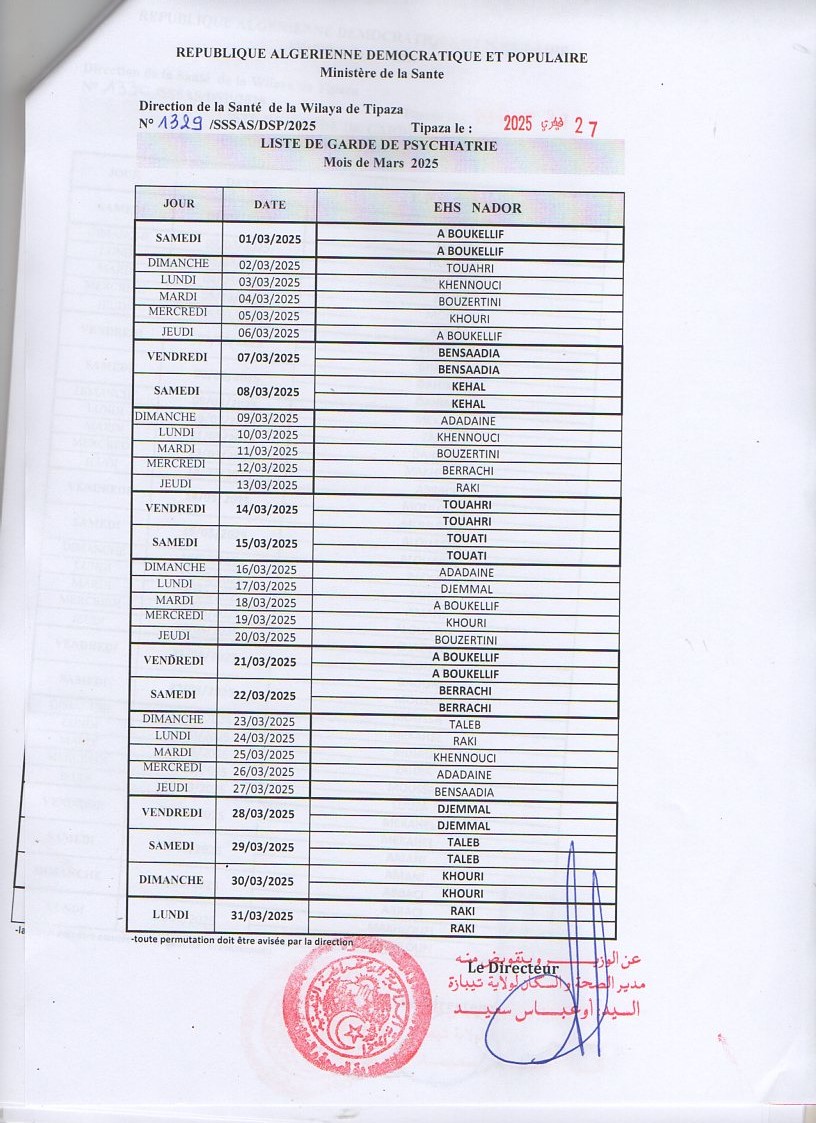 REPUBLIQUE ALGERIENNE DEMOCRATIQUE ET POPULAIRE
Ministère de la Sante
Direction de la Santé de la Wilaya de Tipaza
N° 1329 /SSSAS/DSP/2025 Tipaza le : 27 فيفري 2025
LISTE DE GARDE DE PSYCHIATRIE
Mois de Mars 2025
JOUR DATE EHS NADOR
SAMEDI 01/03/2025 A BOUKELLIF
A BOUKELLIF
DIMANCHE 02/03/2025 TOUAHRI
LUNDI 03/03/2025 KHENNOUCI
MARDI 04/03/2025 BOUZERTINI
MERCREDI 05/03/2025 KHOURI
JEUDI 06/03/2025 A BOUKELLIF
VENDREDI 07/03/2025 BENSAADIA
BENSAADIA
SAMEDI 08/03/2025 KEHAL
KEHAL
DIMANCHE 09/03/2025 ADADAINE
LUNDI 10/03/2025 KHENNOUCI
MARDI 11/03/2025 BOUZERTINI
MERCREDI 12/03/2025 BERRACHI
JEUDI 13/03/2025 RAKI
VENDREDI 14/03/2025 TOUAHRI
TOUAHRI
SAMEDI 15/03/2025 TOUATI
TOUATI
DIMANCHE 16/03/2025 ADADAINE
LUNDI 17/03/2025 DJEMMAL
MARDI 18/03/2025 A BOUKELLIF
MERCREDI 19/03/2025 KHOURI
JEUDI 20/03/2025 BOUZERTINI
VENDREDI 21/03/2025 A BOUKELLIF
A BOUKELLIF
SAMEDI 22/03/2025 BERRACHI
BERRACHI
DIMANCHE 23/03/2025 TALEB
LUNDI 24/03/2025 RAKI
MARDI 25/03/2025 KHENNOUCI
MERCREDI 26/03/2025 ADADAINE
JEUDI 27/03/2025 BENSAADIA
VENDREDI 28/03/2025 DJEMMAL
DJEMMAL
SAMEDI 29/03/2025 TALEB
TALEB
DIMANCHE 30/03/2025 KHOURI
KHOURI
LUNDI 31/03/2025 RAKI
RAKI
-toute permutation doit être avisée par la direction
عن الوزير وبتفويض منه
Le Directeur
مدير الصحة والسكان لولاية تيبازة
السيد أوعباس سعيد